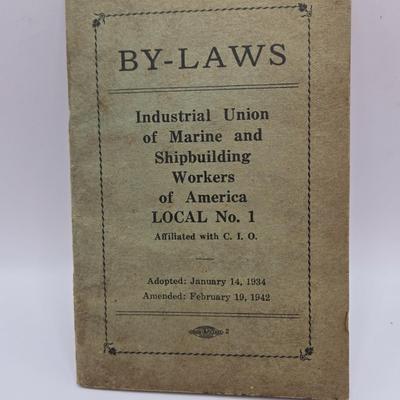 BY-LAWS
Industrial Union
of Marine and
Shipbuilding
Workers
of America
LOCAL No. 1
Affiliated with C. I. O.
Adopted: January 14, 1934
Amended: February 19, 1942
2